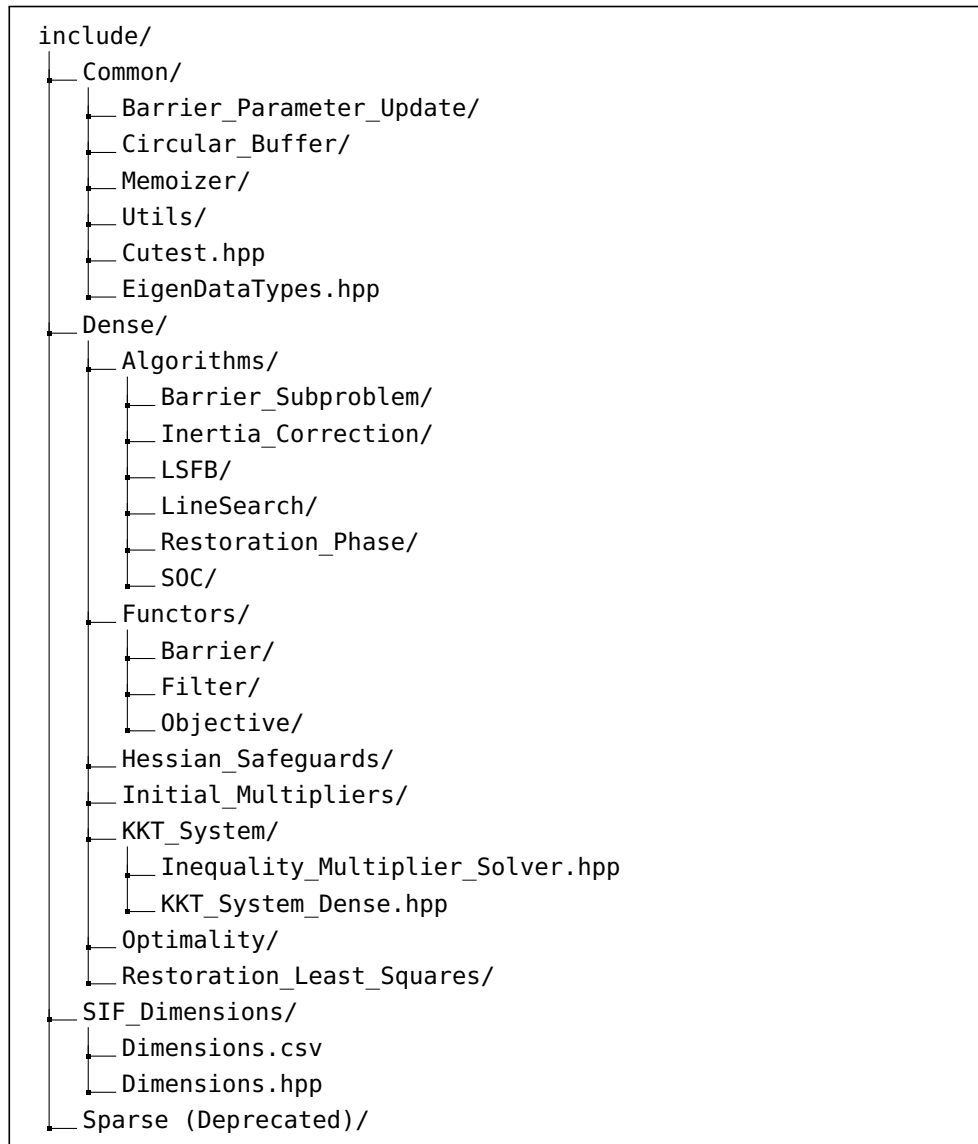 include/
Common/
Barrier_Parameter_Update/
Circular_Buffer/
Memoizer/
Utils/
Cutest.hpp
EigenDataTypes.hpp
Dense/
Algorithms/
Barrier_Subproblem/
Inertia_Correction/
LSFB/
LineSearch/
Restoration_Phase/
SOC/
Functors/
Barrier/
Filter/
Objective/
Hessian_Safeguards/
Initial_Multipliers/
KKT_System/
Inequality_Multiplier_Solver.hpp
KKT_System_Dense.hpp
Optimality/
Restoration_Least_Squares/
SIF_Dimensions/
Dimensions.csv
Dimensions.hpp
Sparse (Deprecated)/